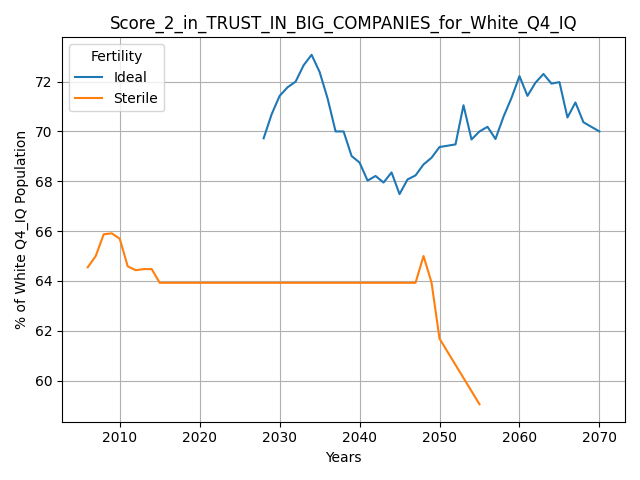 Score_2_in_TRUST_IN_BIG_COMPANIES_for_White_Q4_IQ
Fertility
Ideal
Sterile
% of White Q4_IQ Population
72
70
68
66
64
62
60
2010 2020 2030 2040 2050 2060 2070
Years